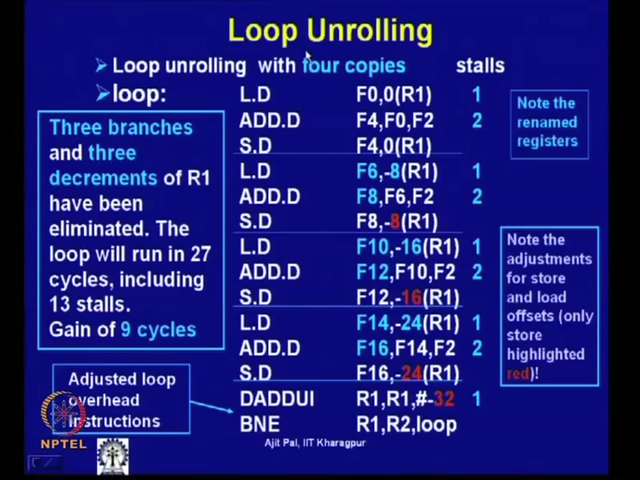 Loop Unrolling
➢ Loop unrolling with four copies stalls
➢ loop: L.D F0,0(R1) 1
ADD.D F4,F0,F2 2
S.D F4,0(R1)
L.D F6,-8(R1) 1
ADD.D F8,F6,F2 2
S.D F8,-8(R1)
L.D F10,-16(R1) 1
ADD.D F12,F10,F2 2
S.D F12,-16(R1)
L.D F14,-24(R1) 1
ADD.D F16,F14,F2 2
S.D F16,-24(R1)
DADDUI R1,R1,#-32 1
BNE R1,R2,loop
Three branches
and three
decrements of R1
have been
eliminated. The
loop will run in 27
cycles, including
13 stalls.
Gain of 9 cycles
Note the
renamed
registers
Note the
adjustments
for store
and load
offsets (only
store
highlighted
red)!
Adjusted loop
overhead
instructions
NPTEL
Ajit Pal, IIT Kharagpur